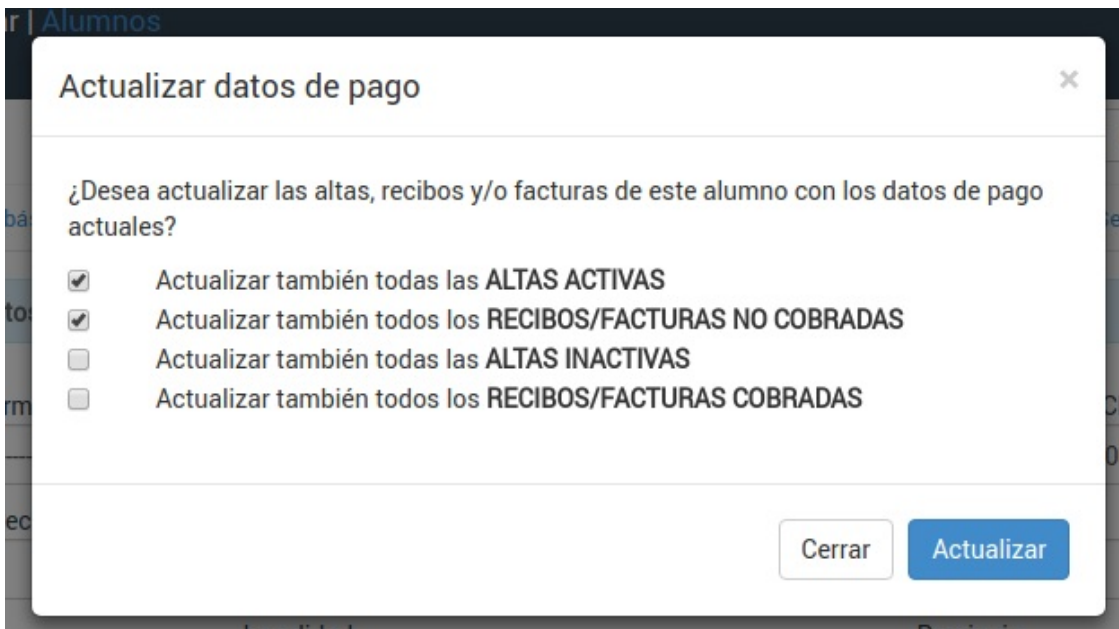 r | Alumnos
Actualizar datos de pago
×
¿Desea actualizar las altas, recibos y/o facturas de este alumno con los datos de pago
actuales?
Actualizar también todas las ALTAS ACTIVAS
Actualizar también todos los RECIBOS/FACTURAS NO COBRADAS
Actualizar también todas las ALTAS INACTIVAS
Actualizar también todos los RECIBOS/FACTURAS COBRADAS
Cerrar
Actualizar